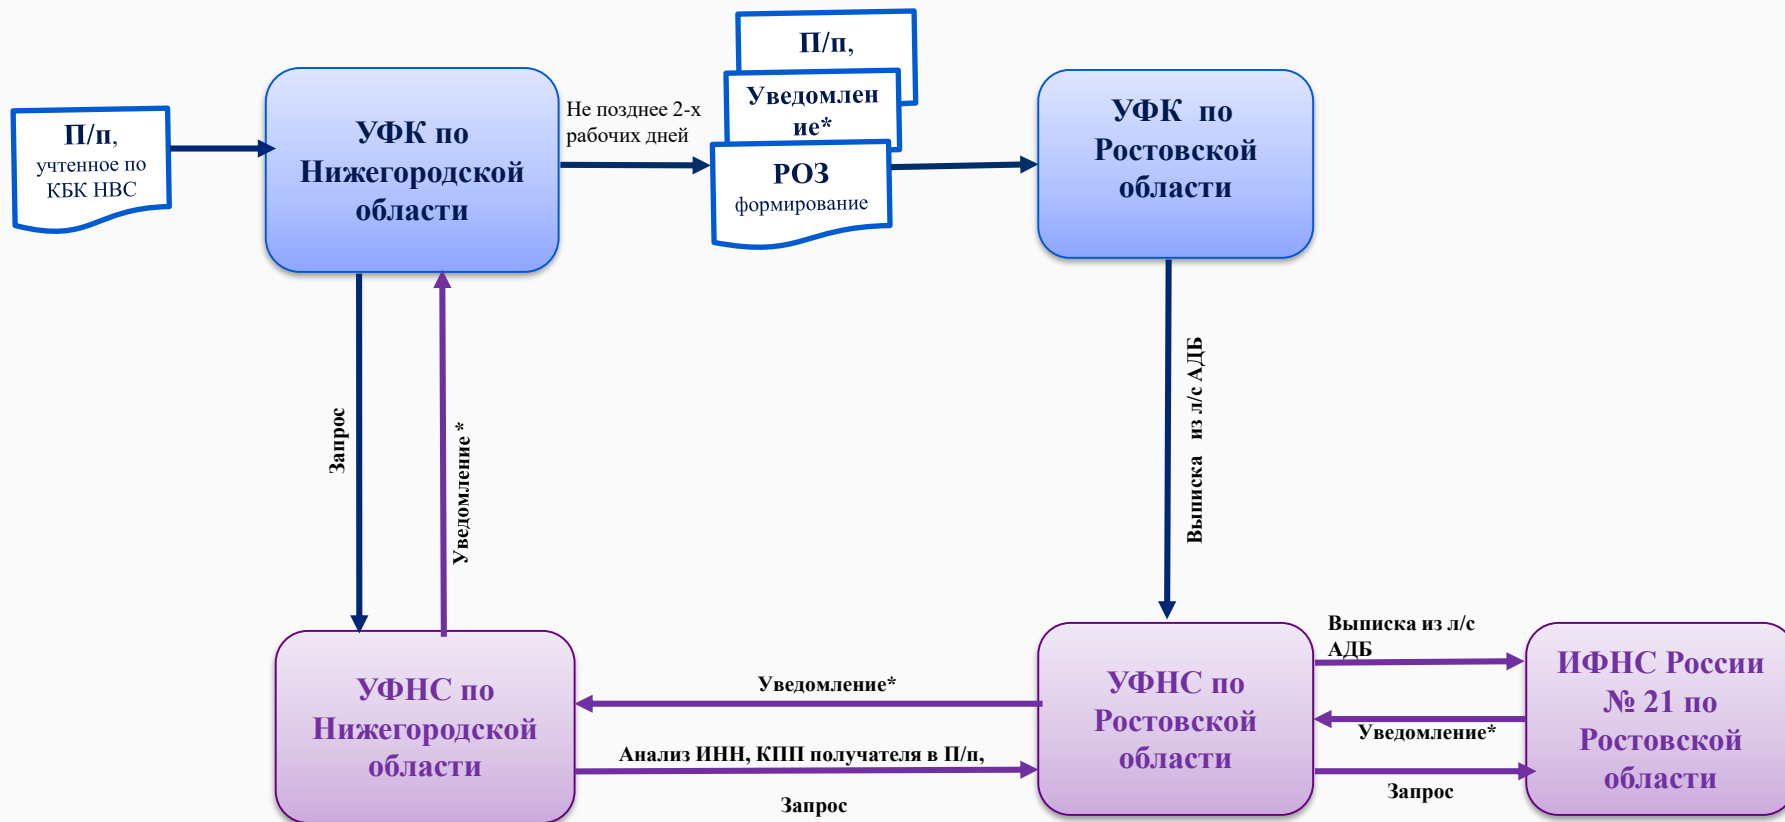 П/п,
учтенное по
КБК НВС
УФК по
Нижегородской
области
Не позднее 2-х
рабочих дней
П/п,
Уведомлен
ие*
РОЗ
формирование
УФК по
Ростовской
области
Запрос
Уведомление *
Выписка из л/с АДБ
УФНС по
Нижегородской
области
Уведомление*
Анализ ИНН, КПП получателя в П/п,
Запрос
УФНС по
Ростовской
области
Выписка из л/с
АДБ
Уведомление*
Запрос
ИФНС России
№ 21 по
Ростовской
области